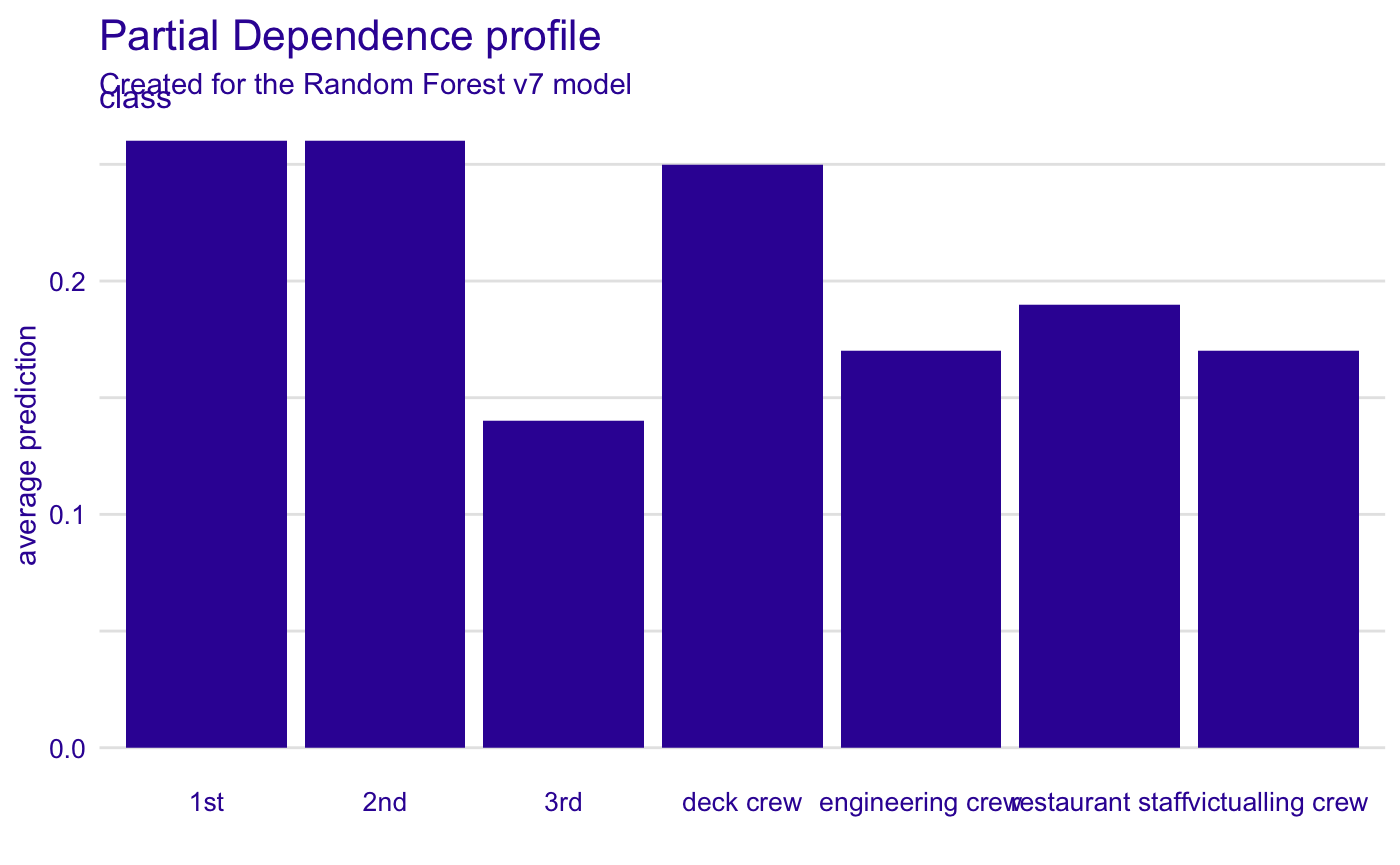 Partial Dependence profile
Created for the Random Forest v7 model
class
average prediction
0.2
0.1
0.0
1st 2nd 3rd deck crew engineering crew restaurant staff victualling crew